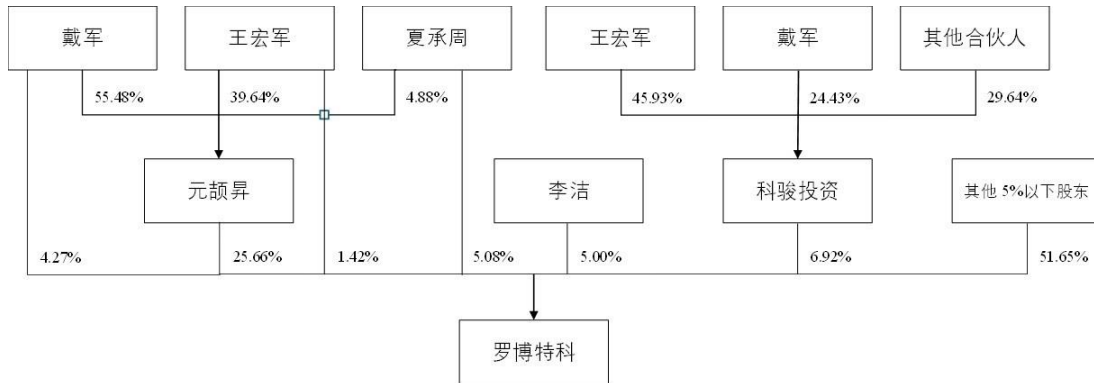 戴军
王宏军
夏承周
王宏军
戴军
其他合伙人
55.48%
39.64%
4.88%
45.93%
24.43%
29.64%
元颉昇
李洁
科骏投资
其他 5%以下股东
4.27%
25.66%
1.42%
5.08%
5.00%
6.92%
51.65%
罗博特科